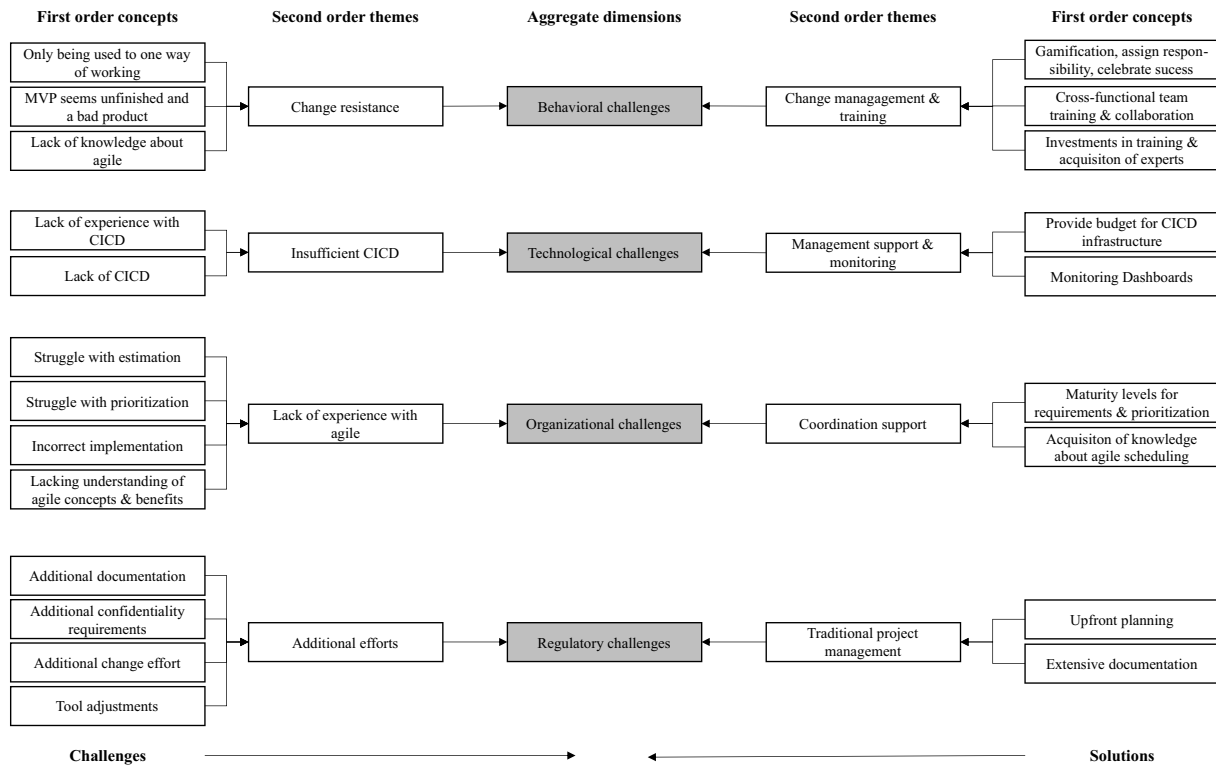 First order concepts
Second order themes
Aggregate dimensions
Second order themes
First order concepts
Only being used to one way
of working
MVP seems unfinished and
a bad product
Lack of knowledge about
agile
Change resistance
Behavioral challenges
Change managagement &
training
Gamification, assign respon-
sibility, celebrate sucess
Cross-functional team
training & collaboration
Investments in training &
acquisiton of experts
Lack of experience with
CICD
Lack of CICD
Insufficient CICD
Technological challenges
Management support &
monitoring
Provide budget for CICD
infrastructure
Monitoring Dashboards
Struggle with estimation
Struggle with prioritization
Incorrect implementation
Lacking understanding of
agile concepts & benefits
Lack of experience with
agile
Organizational challenges
Coordination support
Maturity levels for
requirements & prioritization
Acquisiton of knowledge
about agile scheduling
Additional documentation
Additional confidentiality
requirements
Additional change effort
Tool adjustments
Additional efforts
Regulatory challenges
Traditional project
management
Upfront planning
Extensive documentation
Challenges
Solutions